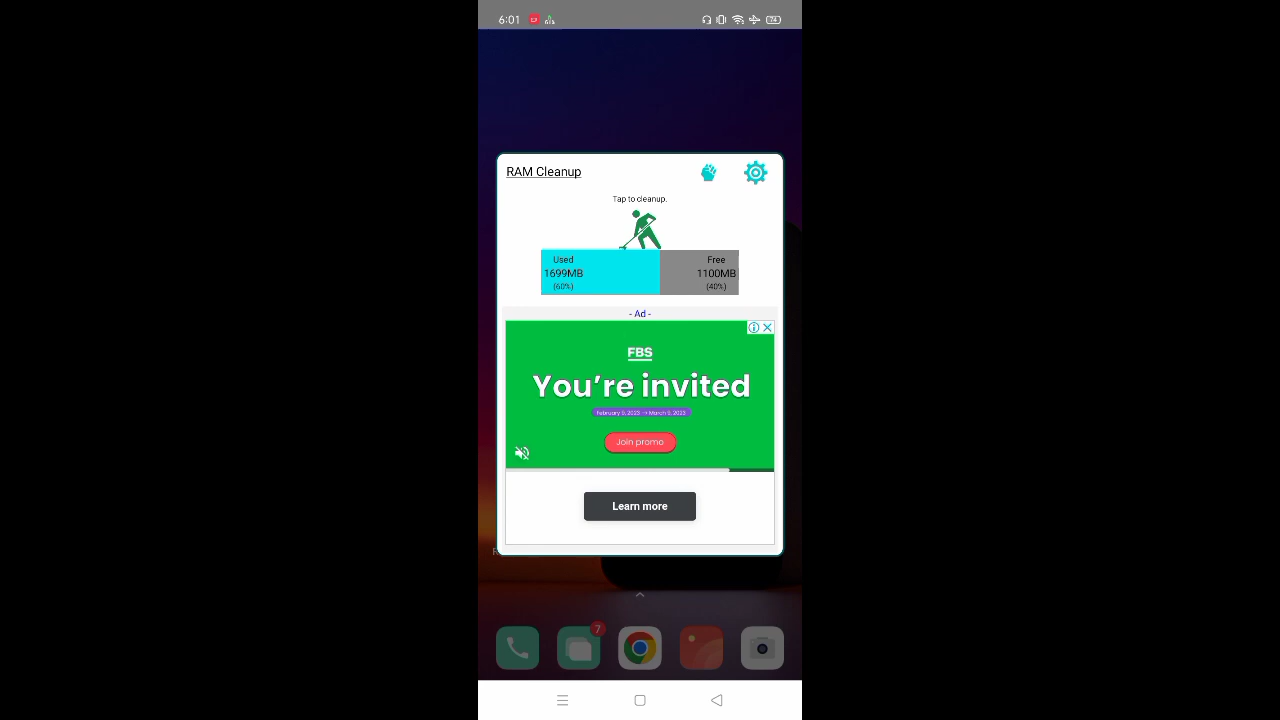 6:01
RAM Cleanup
Tap to cleanup.
Used
1699MB
(60%)
Free
1100MB
(40%)
- Ad -
FBS
You're invited
February 9, 2023 → March 9, 2023
Join promo
Learn more
7